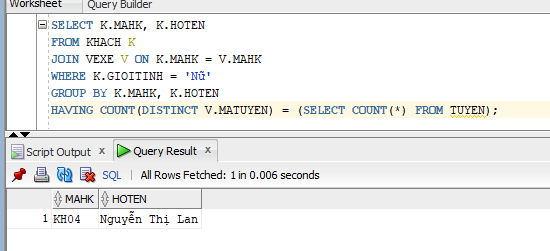 Worksheet Query Builder
SELECT K.MAHK, K.HOTEN
FROM KHACH K
JOIN VEXE V ON K.MAHK = V.MAHK
WHERE K.GIOITINH = 'Nữ'
GROUP BY K.MAHK, K.HOTEN
HAVING COUNT(DISTINCT V.MATUYEN) = (SELECT COUNT(*) FROM TUYEN);
Script Output x Query Result x
SQL | All Rows Fetched: 1 in 0.006 seconds
MAHK HOTEN
1 KH04 Nguyễn Thị Lan